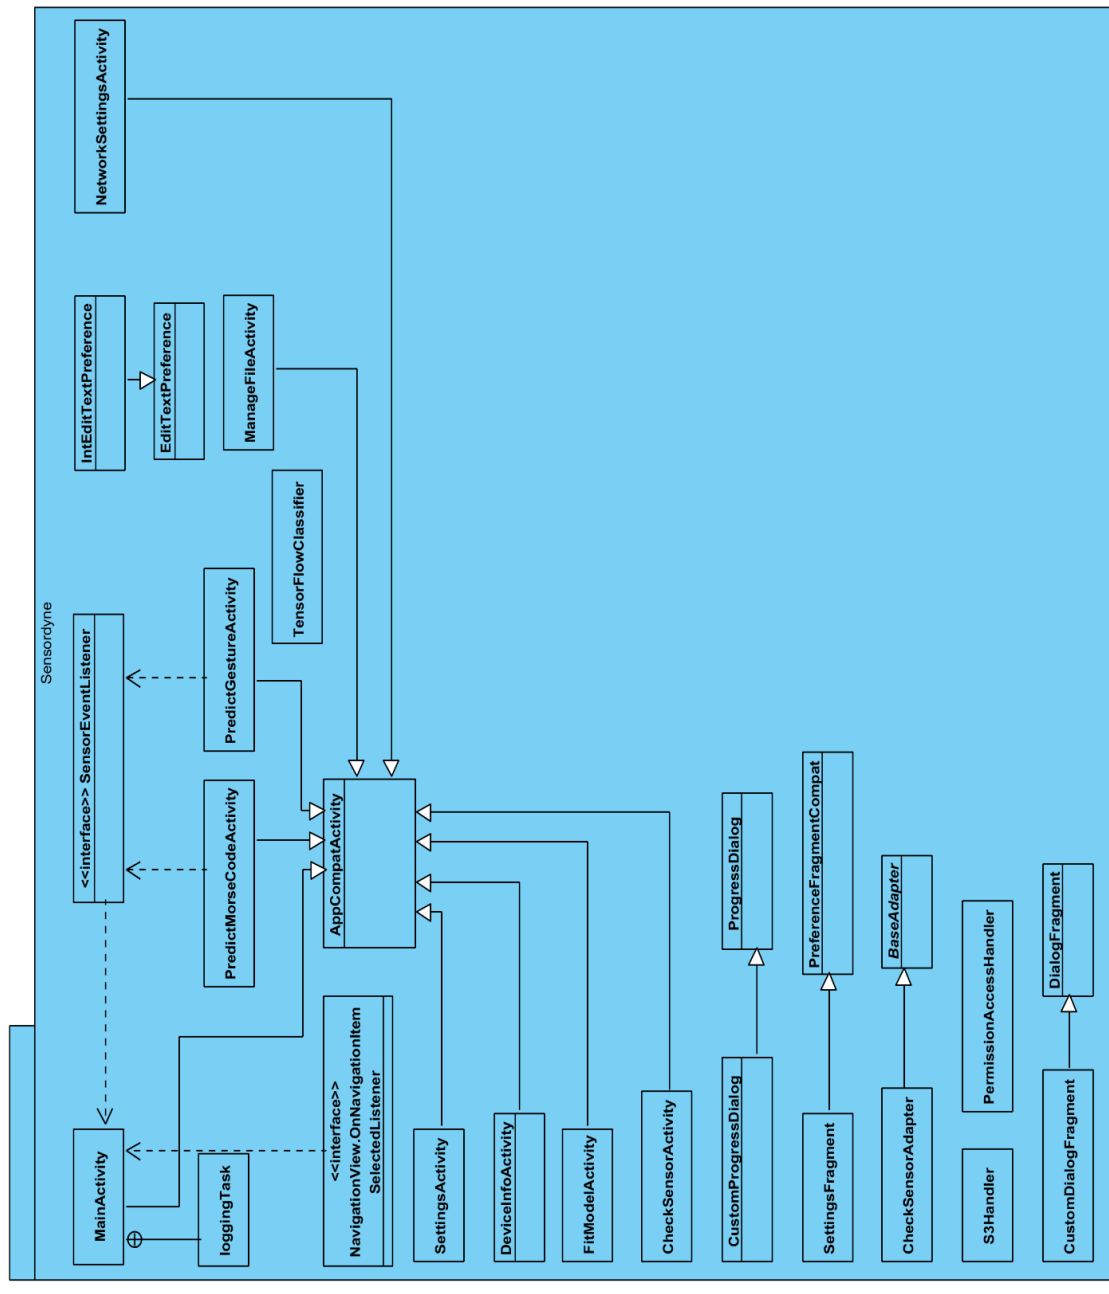 Sensordyne
MainActivity
loggingTask
<<interface>> SensorEventListener
PredictMorseCodeActivity
PredictGestureActivity
TensorFlowClassifier
IntEditTextPreference
EditTextPreference
ManageFileActivity
NetworkSettingsActivity
<<interface>>
NavigationView.OnNavigationItem
SelectedListener
AppCompatActivity
SettingsActivity
DeviceInfoActivity
FitModelActivity
CheckSensorActivity
CustomProgressDialog
ProgressDialog
SettingsFragment
PreferenceFragmentCompat
CheckSensorAdapter
BaseAdapter
S3Handler
PermissionAccessHandler
CustomDialogFragment
DialogFragment